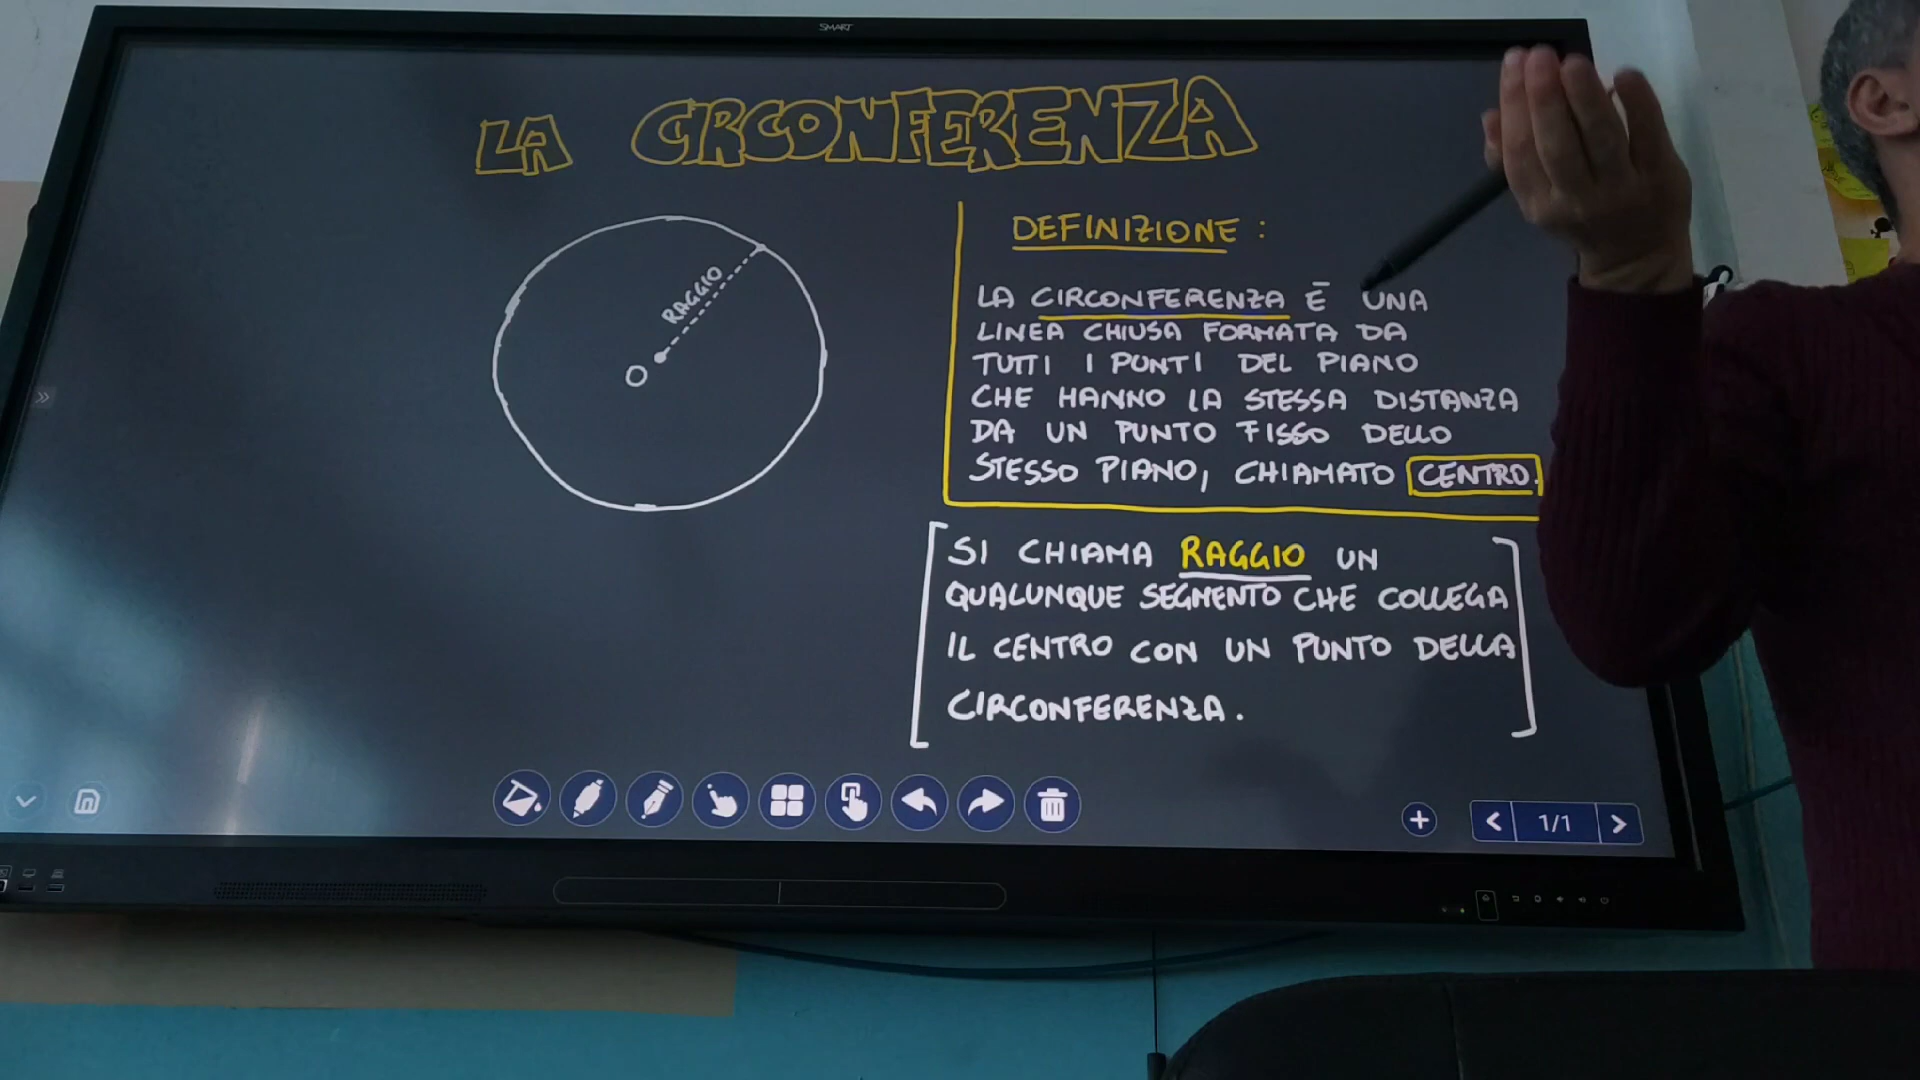 SMART
LA CIRCONFERENZA
RAGGIO
O
DEFINIZIONE :
LA CIRCONFERENZA È UNA
LINEA CHIUSA FORMATA DA
TUTTI I PUNTI DEL PIANO
CHE HANNO LA STESSA DISTANZA
DA UN PUNTO FISSO DELLO
STESSO PIANO, CHIAMATO CENTRO.
SI CHIAMA RAGGIO UN
QUALUNQUE SEGMENTO CHE COLLEGA
IL CENTRO CON UN PUNTO DELLA
CIRCONFERENZA.
1/1